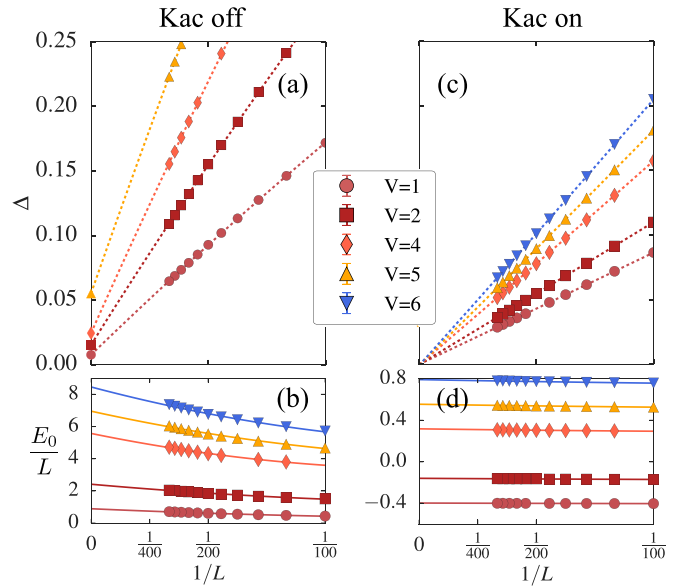 Kac off
Kac on
0.25
0.20
0.15
0.10
0.05
0.00
Δ
(a)
(c)
V=1
V=2
V=4
V=5
V=6
8
6
4
2
0
E₀/L
(b)
0.8
0.4
0.0
−0.4
(d)
0
1/400
1/200
1/100
1/L
0
1/400
1/200
1/100
1/L